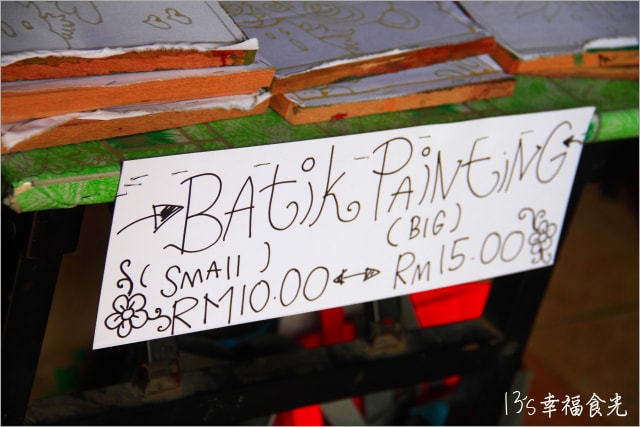 BATIK PAINTING
(SMALL) (BIG)
RM10.00 RM15.00
13's幸福食光